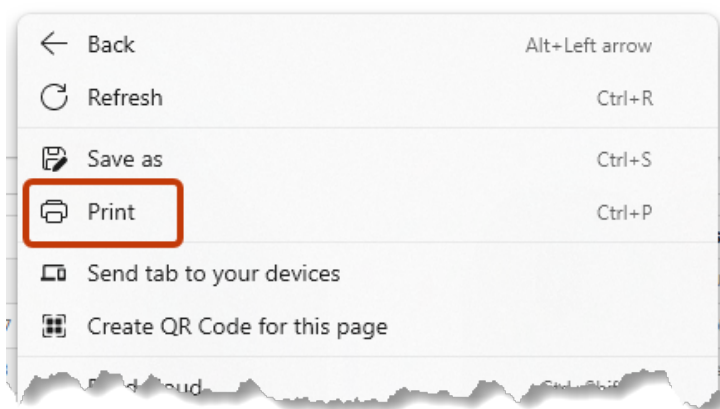 Back Alt+Left arrow
Refresh Ctrl+R
Save as Ctrl+S
Print Ctrl+P
Send tab to your devices
Create QR Code for this page